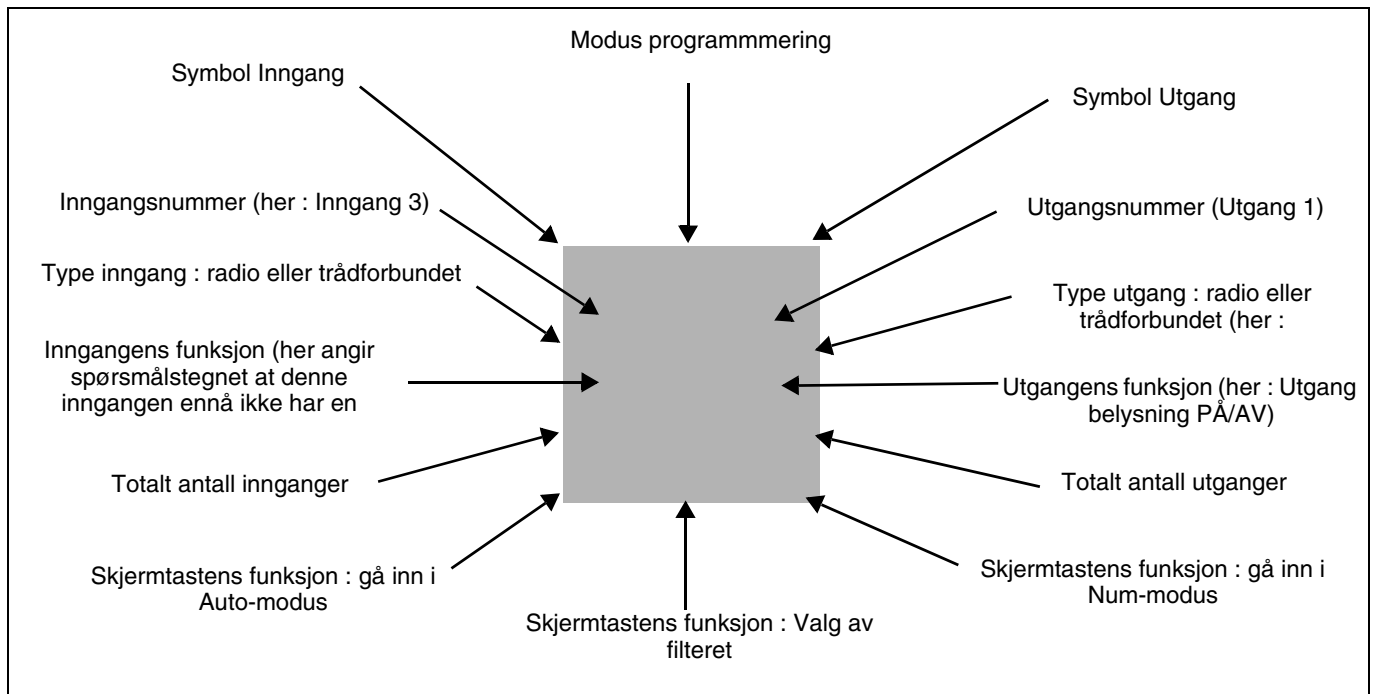 Modus programmmering
Symbol Inngang
Symbol Utgang
Inngangsnummer (her : Inngang 3)
Utgangsnummer (Utgang 1)
Type inngang : radio eller trådforbundet
Type utgang : radio eller
trådforbundet (her :
Inngangens funksjon (her angir
spørsmålstegnet at denne
inngangen ennå ikke har en
Utgangens funksjon (her : Utgang
belysning PÅ/AV)
Totalt antall innganger
Totalt antall utganger
Skjermtastens funksjon : gå inn i
Auto-modus
Skjermtastens funksjon : Valg av
filteret
Skjermtastens funksjon : gå inn i
Num-modus